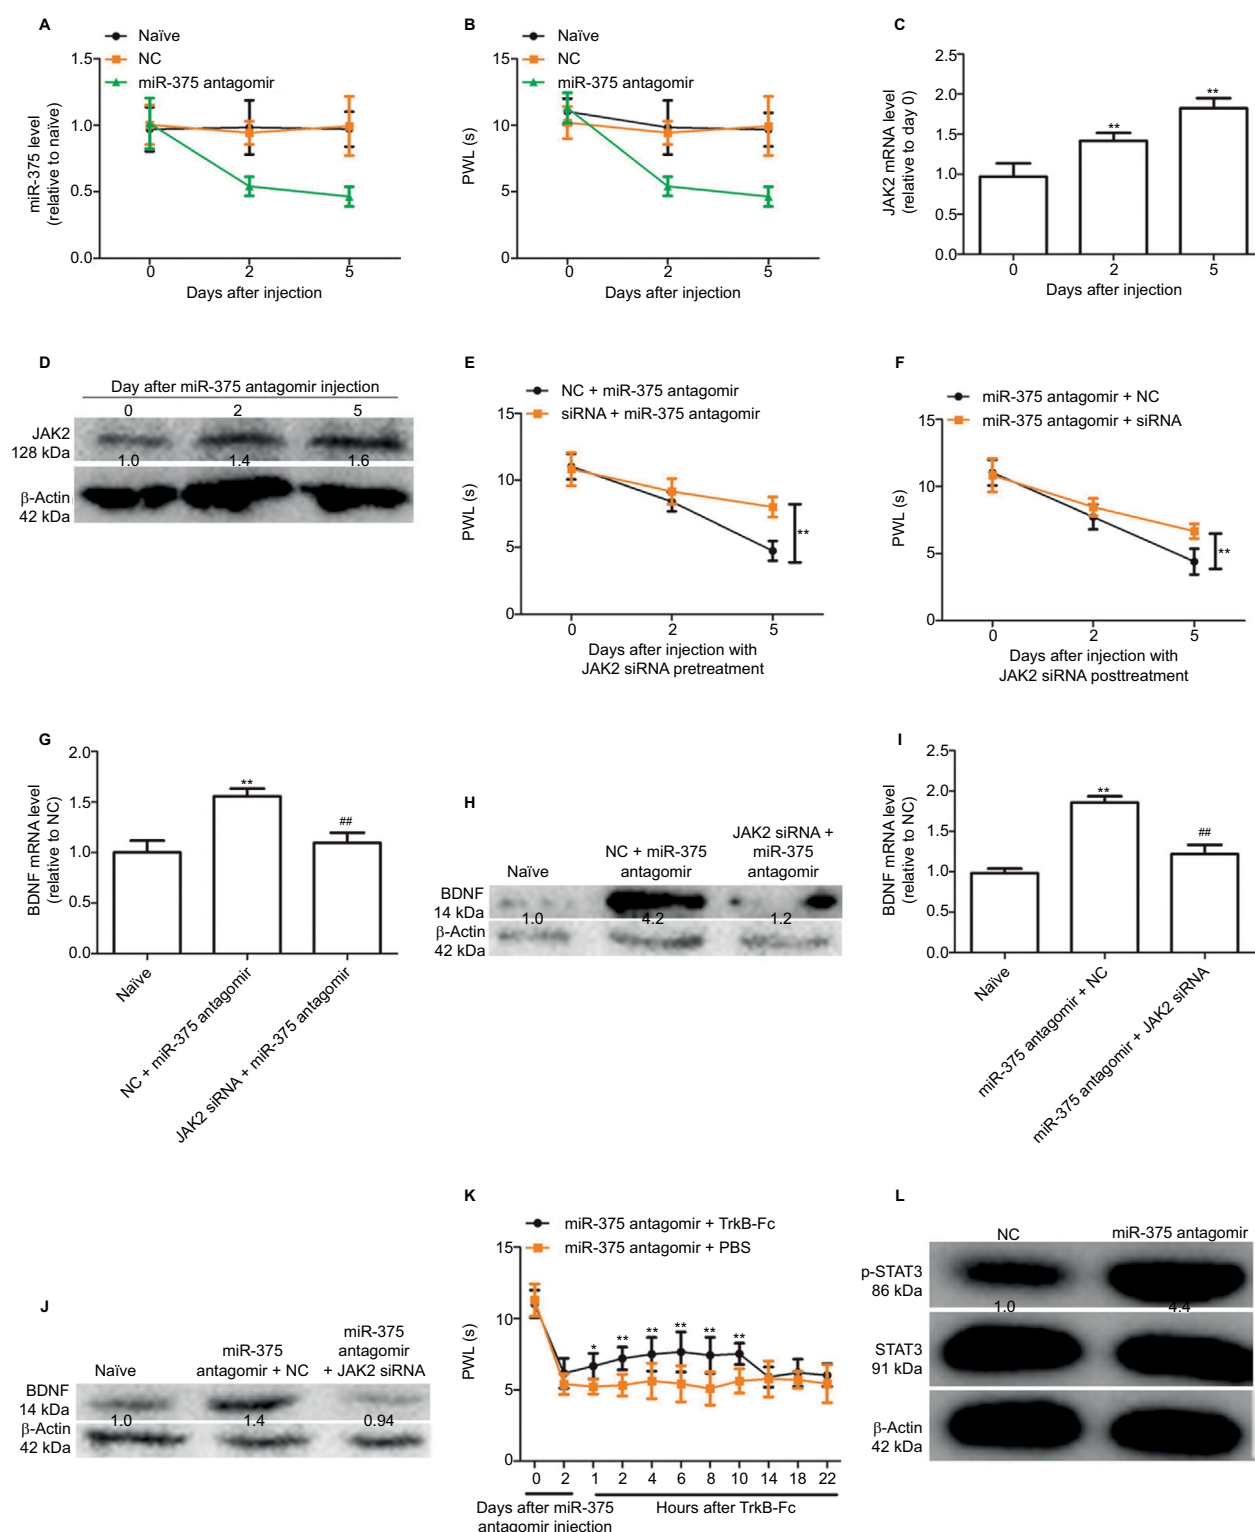 A
Naïve
NC
miR-375 antagomir
miR-375 level
(relative to naïve)
1.5
1.0
0.5
0.0
0 2 5
Days after injection
B
Naïve
NC
miR-375 antagomir
PWL (s)
15
10
5
0
0 2 5
Days after injection
C
JAK2 mRNA level
(relative to day 0)
2.5
2.0
1.5
1.0
0.5
0.0
** **
0 2 5
Days after injection
D
Day after miR-375 antagomir injection
0 2 5
JAK2
128 kDa
1.0 1.4 1.6
β-Actin
42 kDa
E
NC + miR-375 antagomir
siRNA + miR-375 antagomir
PWL (s)
15
10
5
0
**
0 2 5
Days after injection with
JAK2 siRNA pretreatment
F
miR-375 antagomir + NC
miR-375 antagomir + siRNA
PWL (s)
15
10
5
0
**
0 2 5
Days after injection with
JAK2 siRNA posttreatment
G
BDNF mRNA level
(relative to NC)
2.0
1.5
1.0
0.5
0.0
** ##
Naïve
NC + miR-375 antagomir
JAK2 siRNA + miR-375 antagomir
H
Naïve
NC + miR-375
antagomir
JAK2 siRNA +
miR-375
antagomir
BDNF
14 kDa
1.0 4.2 1.2
β-Actin
42 kDa
I
BDNF mRNA level
(relative to NC)
2.5
2.0
1.5
1.0
0.5
0.0
** ##
Naïve
miR-375 antagomir + NC
miR-375 antagomir + JAK2 siRNA
J
Naïve
miR-375
antagomir + NC
miR-375
antagomir
+ JAK2 siRNA
BDNF
14 kDa
1.0 1.4 0.94
β-Actin
42 kDa
K
miR-375 antagomir + TrkB-Fc
miR-375 antagomir + PBS
PWL (s)
15
10
5
0
* ** ** ** ** **
0 2 1 2 4 6 8 10 14 18 22
Days after miR-375
antagomir injection
Hours after TrkB-Fc
L
NC miR-375 antagomir
p-STAT3
86 kDa
1.0 4.4
STAT3
91 kDa
β-Actin
42 kDa